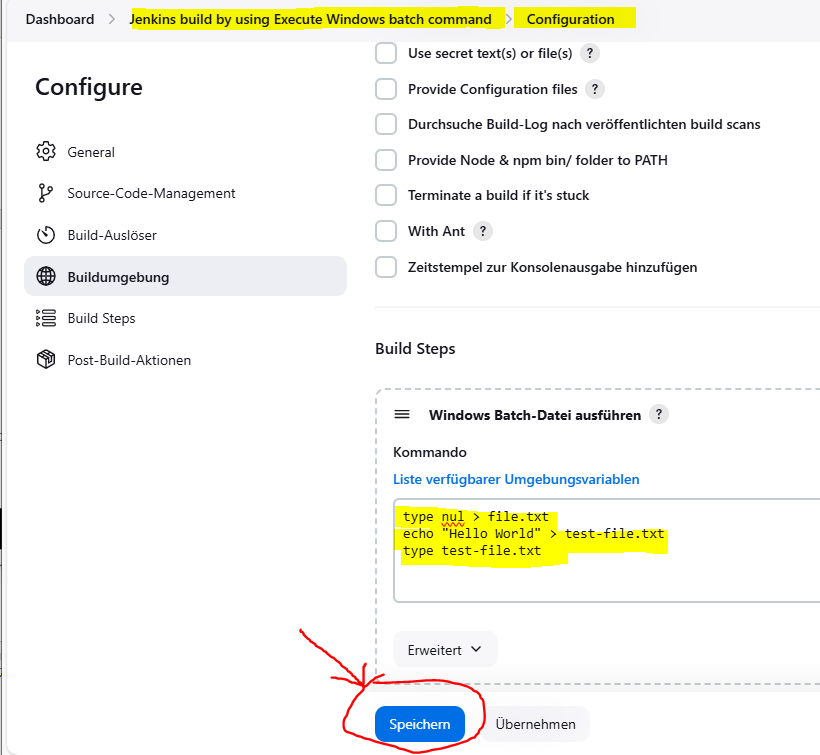 Dashboard > Jenkins build by using Execute Windows batch command > Configuration
Configure
General
Source-Code-Management
Build-Auslöser
Buildumgebung
Build Steps
Post-Build-Aktionen
Use secret text(s) or file(s) ?
Provide Configuration files ?
Durchsuche Build-Log nach veröffentlichten build scans
Provide Node & npm bin/ folder to PATH
Terminate a build if it's stuck
With Ant ?
Zeitstempel zur Konsolenausgabe hinzufügen
Build Steps
Windows Batch-Datei ausführen ?
Kommando
Liste verfügbarer Umgebungsvariablen
type nul > file.txt
echo "Hello World" > test-file.txt
type test-file.txt
Erweitert
Speichern Übernehmen